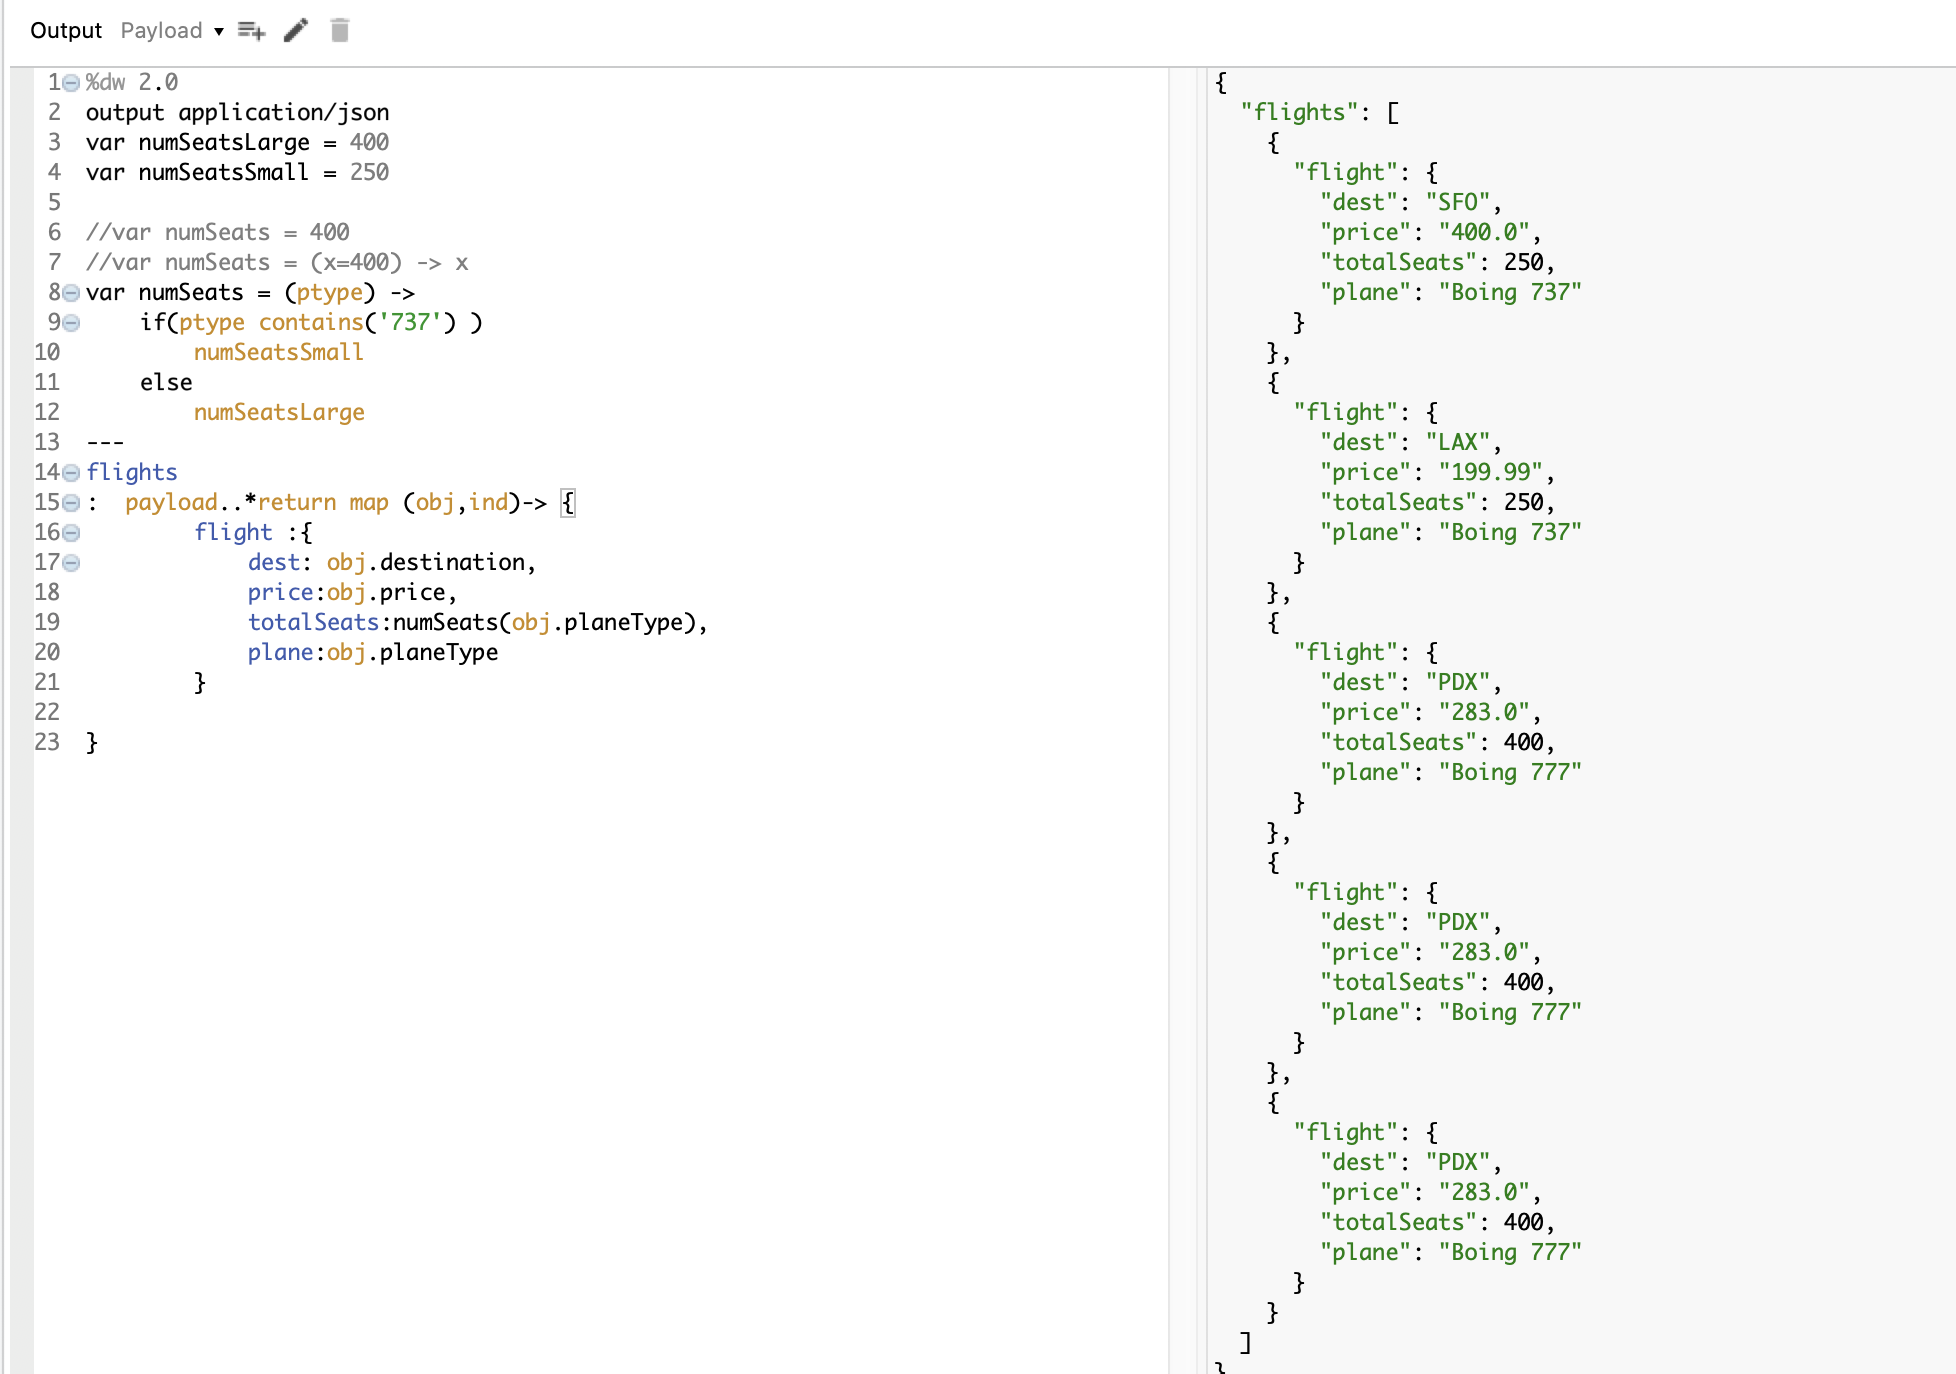 Output Payload
1 %dw 2.0
2 output application/json
3 var numSeatsLarge = 400
4 var numSeatsSmall = 250
5
6 //var numSeats = 400
7 //var numSeats = (x=400) -> x
8 var numSeats = (ptype) ->
9 if(ptype contains('737') )
10 numSeatsSmall
11 else
12 numSeatsLarge
13 ---
14 flights
15 : payload..*return map (obj,ind)-> {
16 flight :{
17 dest: obj.destination,
18 price:obj.price,
19 totalSeats:numSeats(obj.planeType),
20 plane:obj.planeType
21 }
22
23 }
{
"flights": [
{
"flight": {
"dest": "SFO",
"price": "400.0",
"totalSeats": 250,
"plane": "Boing 737"
}
},
{
"flight": {
"dest": "LAX",
"price": "199.99",
"totalSeats": 250,
"plane": "Boing 737"
}
},
{
"flight": {
"dest": "PDX",
"price": "283.0",
"totalSeats": 400,
"plane": "Boing 777"
}
},
{
"flight": {
"dest": "PDX",
"price": "283.0",
"totalSeats": 400,
"plane": "Boing 777"
}
},
{
"flight": {
"dest": "PDX",
"price": "283.0",
"totalSeats": 400,
"plane": "Boing 777"
}
}
]
}